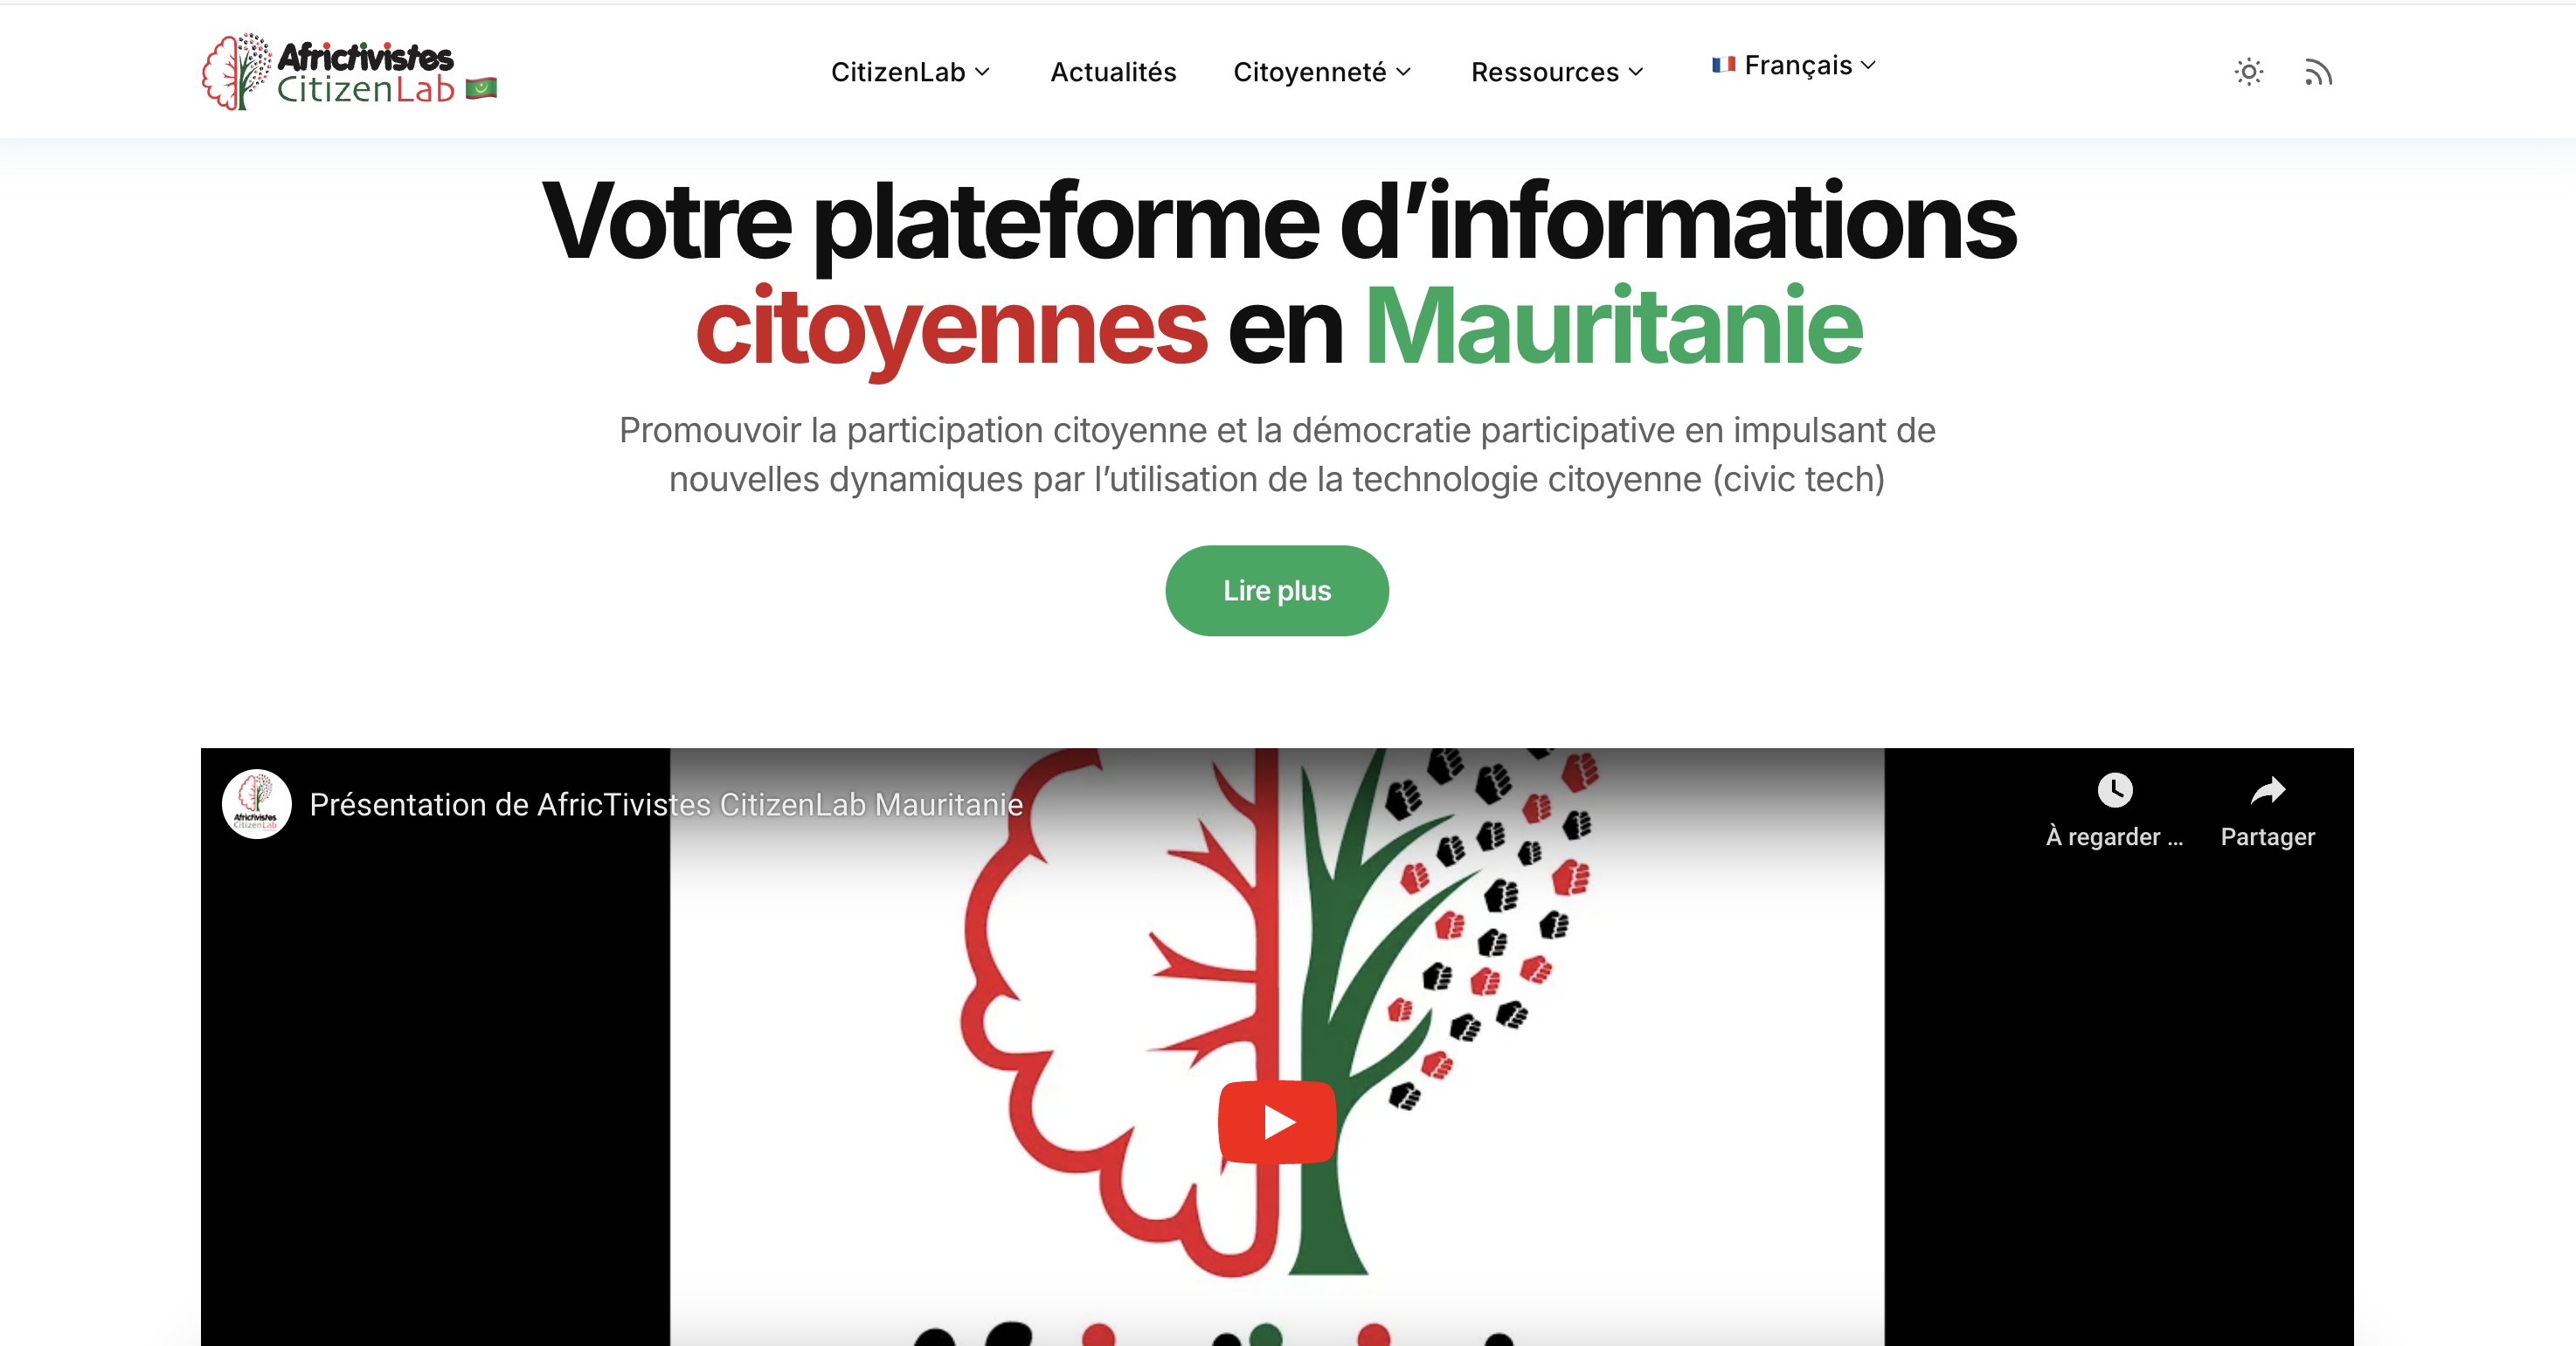 Africtivistes
CitizenLab
CitizenLab
Actualités
Citoyenneté
Ressources
Français
Votre plateforme d’informations
citoyennes en Mauritanie
Promouvoir la participation citoyenne et la démocratie participative en impulsant de
nouvelles dynamiques par l’utilisation de la technologie citoyenne (civic tech)
Lire plus
Africtivistes
CitizenLab
Présentation de AfricTivistes CitizenLab Mauritanie
À regarder ...
Partager